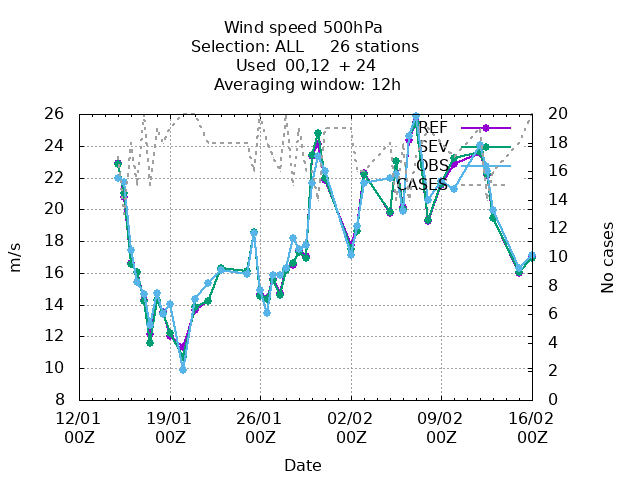 Wind speed 500hPa
Selection: ALL     26 stations
Used  00,12  + 24
Averaging window: 12h
26 20
24 18
22 16
20 14
18 12
16 10
14 8
12 6
10 4
8 2
0
REF
SEV
OBS
CASES
m/s
No cases
12/01 19/01 26/01 02/02 09/02 16/02
00Z 00Z 00Z 00Z 00Z 00Z
Date